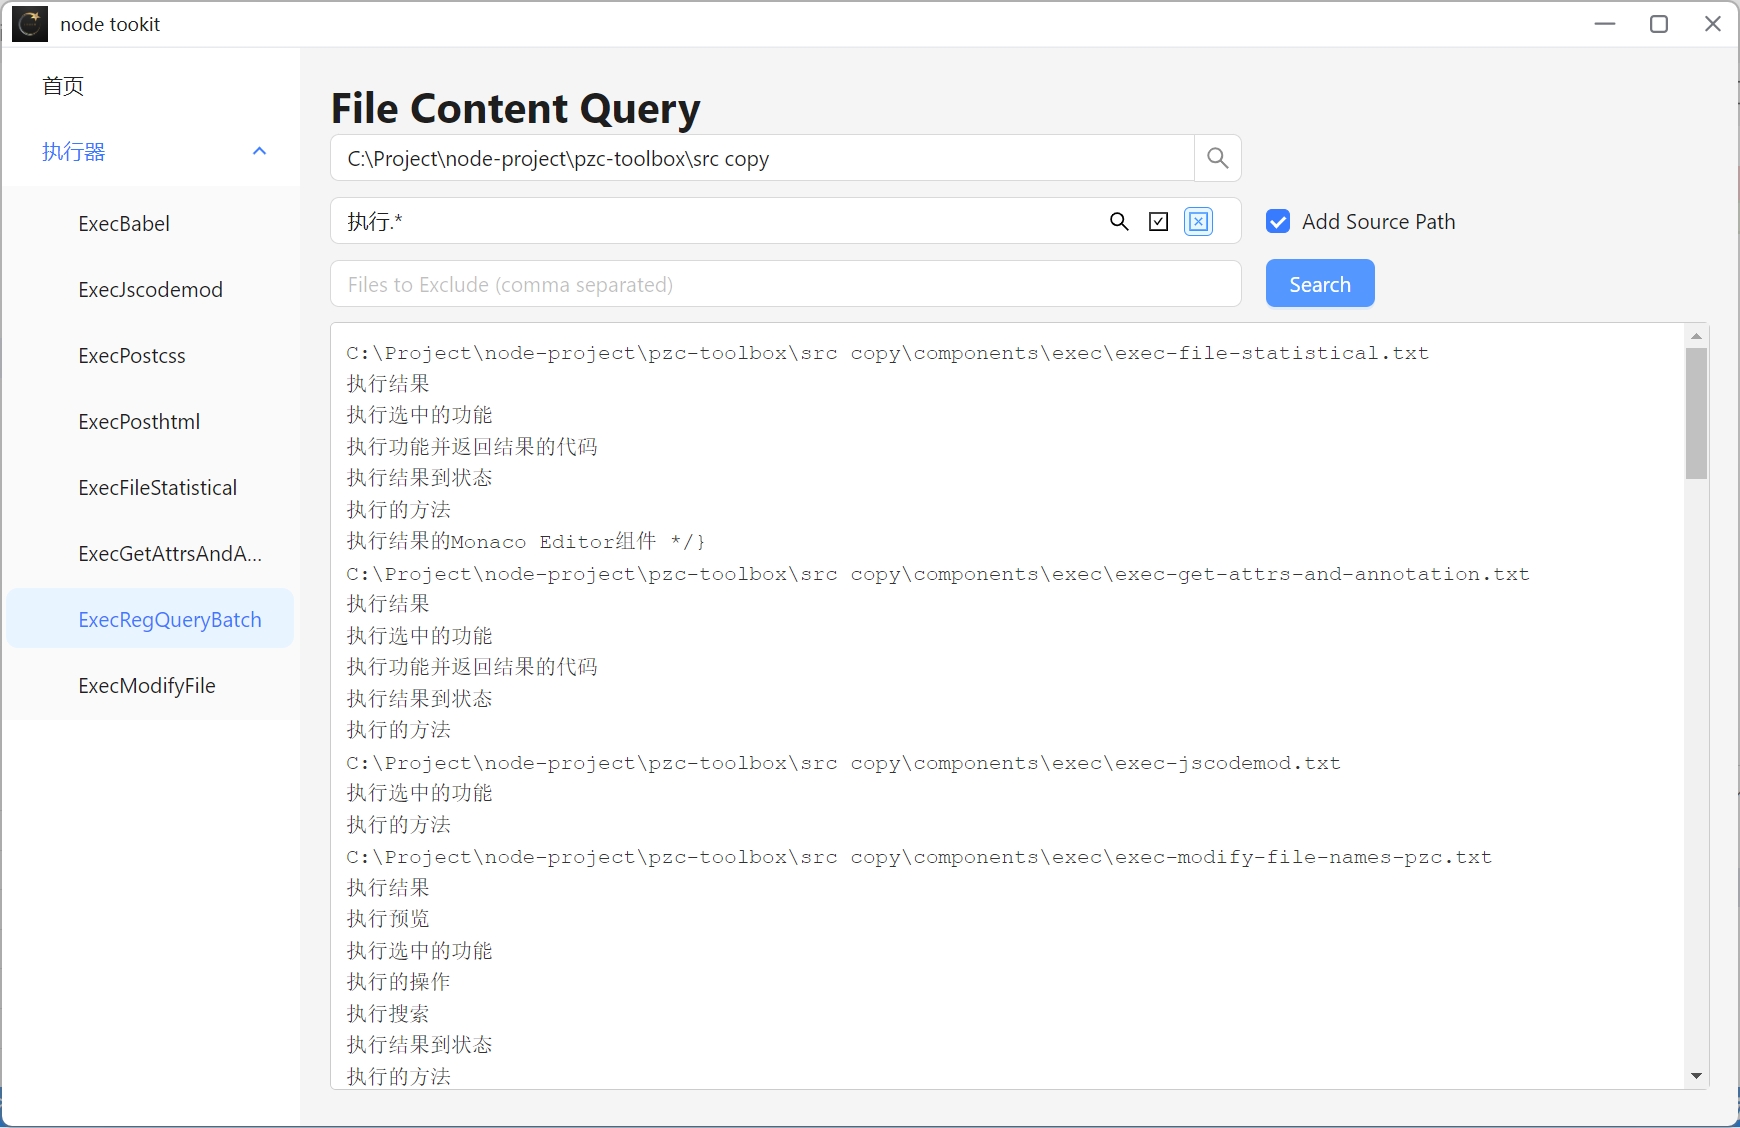 node tookit
首页
执行器
ExecBabel
ExecJscodemod
ExecPostcss
ExecPosthtml
ExecFileStatistical
ExecGetAttrsAndA...
ExecRegQueryBatch
ExecModifyFile
File Content Query
C:\Project\node-project\pzc-toolbox\src copy
执行.*
Add Source Path
Files to Exclude (comma separated)
Search
C:\Project\node-project\pzc-toolbox\src copy\components\exec\exec-file-statistical.txt
执行结果
执行选中的功能
执行功能并返回结果的代码
执行结果到状态
执行的方法
执行结果的Monaco Editor组件 */}
C:\Project\node-project\pzc-toolbox\src copy\components\exec\exec-get-attrs-and-annotation.txt
执行结果
执行选中的功能
执行功能并返回结果的代码
执行结果到状态
执行的方法
C:\Project\node-project\pzc-toolbox\src copy\components\exec\exec-jscodemod.txt
执行选中的功能
执行的方法
C:\Project\node-project\pzc-toolbox\src copy\components\exec\exec-modify-file-names-pzc.txt
执行结果
执行预览
执行选中的功能
执行的操作
执行搜索
执行结果到状态
执行的方法